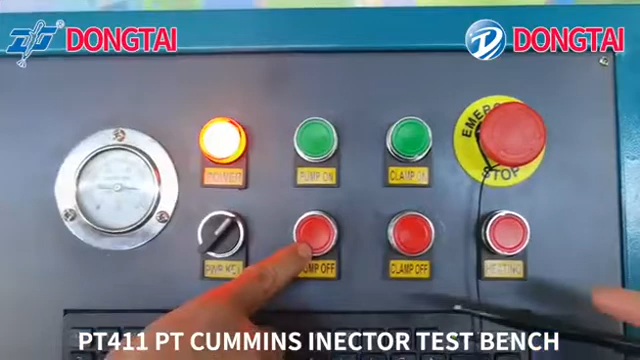 DONGTAI
DONGTAI
EMERGENCY
STOP
POWER
PUMP ON
CLAMP ON
PUMP OFF
CLAMP OFF
HEATING
PT411 PT CUMMINS INECTOR TEST BENCH